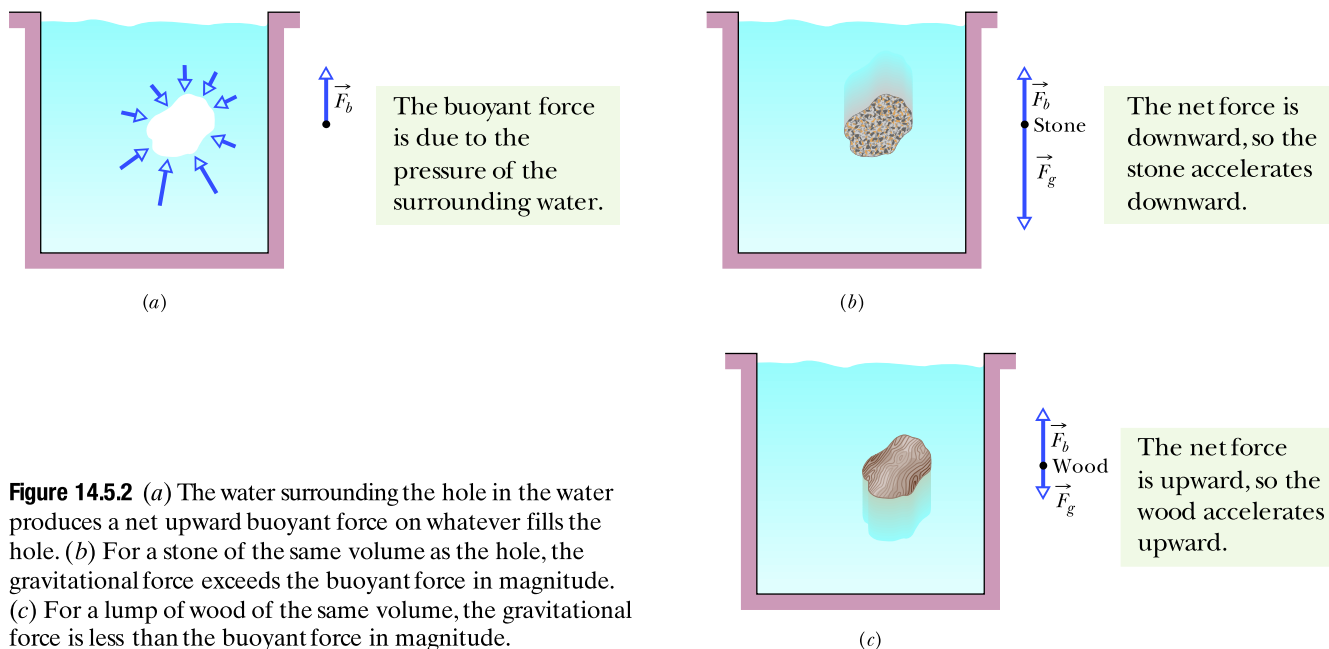 F_b
The buoyant force
is due to the
pressure of the
surrounding water.
(a)
F_b
Stone
F_g
The net force is
downward, so the
stone accelerates
downward.
(b)
F_b
Wood
F_g
The net force
is upward, so the
wood accelerates
upward.
(c)
Figure 14.5.2 (a) The water surrounding the hole in the water
produces a net upward buoyant force on whatever fills the
hole. (b) For a stone of the same volume as the hole, the
gravitational force exceeds the buoyant force in magnitude.
(c) For a lump of wood of the same volume, the gravitational
force is less than the buoyant force in magnitude.